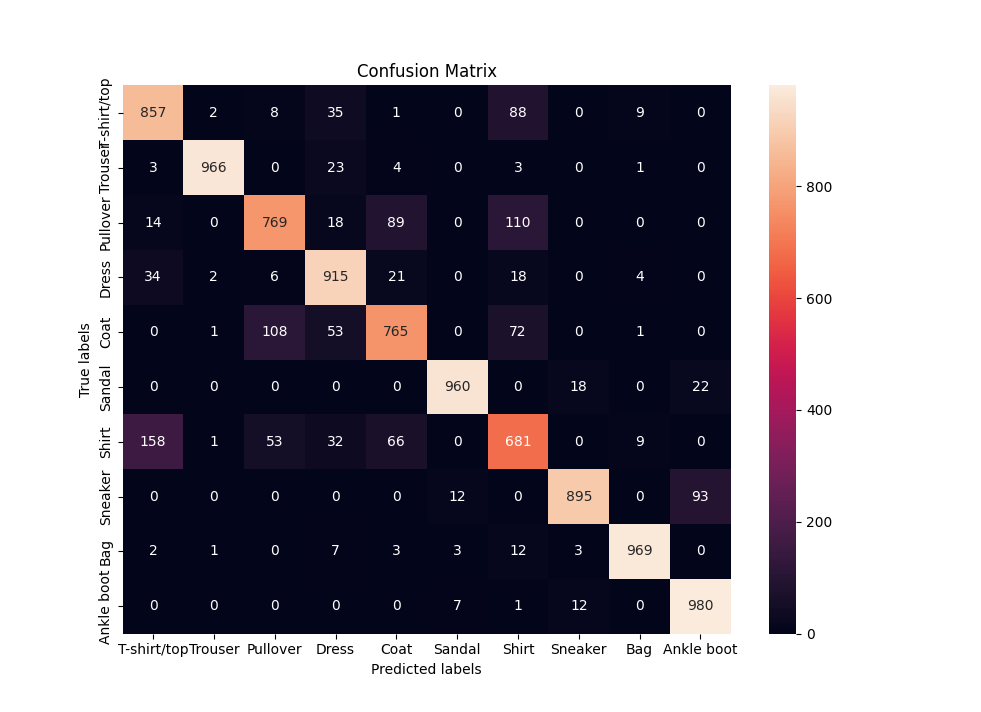 Confusion Matrix
T-shirt/top 857 2 8 35 1 0 88 0 9 0
Trouser 3 966 0 23 4 0 3 0 1 0
Pullover 14 0 769 18 89 0 110 0 0 0
Dress 34 2 6 915 21 0 18 0 4 0
Coat 0 1 108 53 765 0 72 0 1 0
Sandal 0 0 0 0 0 960 0 18 0 22
Shirt 158 1 53 32 66 0 681 0 9 0
Sneaker 0 0 0 0 0 12 0 895 0 93
Bag 2 1 0 7 3 3 12 3 969 0
Ankle boot 0 0 0 0 0 7 1 12 0 980
T-shirt/top Trouser Pullover Dress Coat Sandal Shirt Sneaker Bag Ankle boot
Predicted labels
True labels
800
600
400
200
0